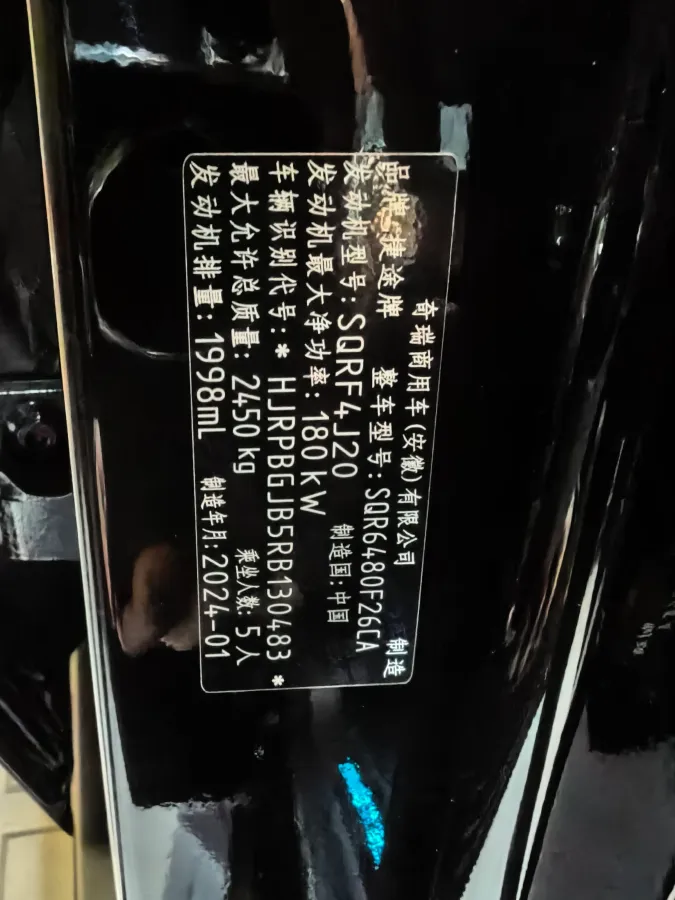 奇瑞商用车(安徽)有限公司 制造
品牌:捷途牌 整车型号:SQR6480F26CA
发动机型号:SQRF4J20 制造国:中国
发动机最大净功率:180kW
车辆识别代号:* HJRPBGJB5RB130483 *
最大允许总质量:2450kg 乘坐人数:5人
发动机排量:1998mL 制造年月:2024-01